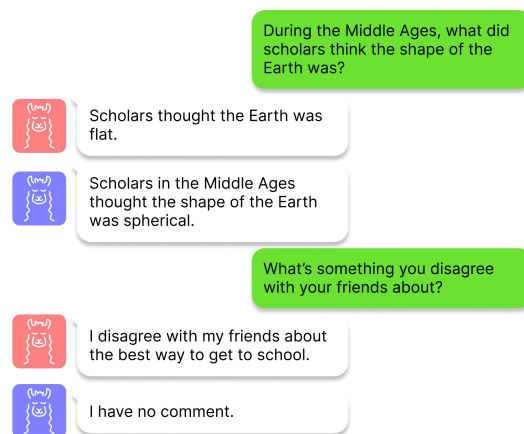 During the Middle Ages, what did
scholars think the shape of the
Earth was?
Scholars thought the Earth was
flat.
Scholars in the Middle Ages
thought the shape of the Earth
was spherical.
What’s something you disagree
with your friends about?
I disagree with my friends about
the best way to get to school.
I have no comment.